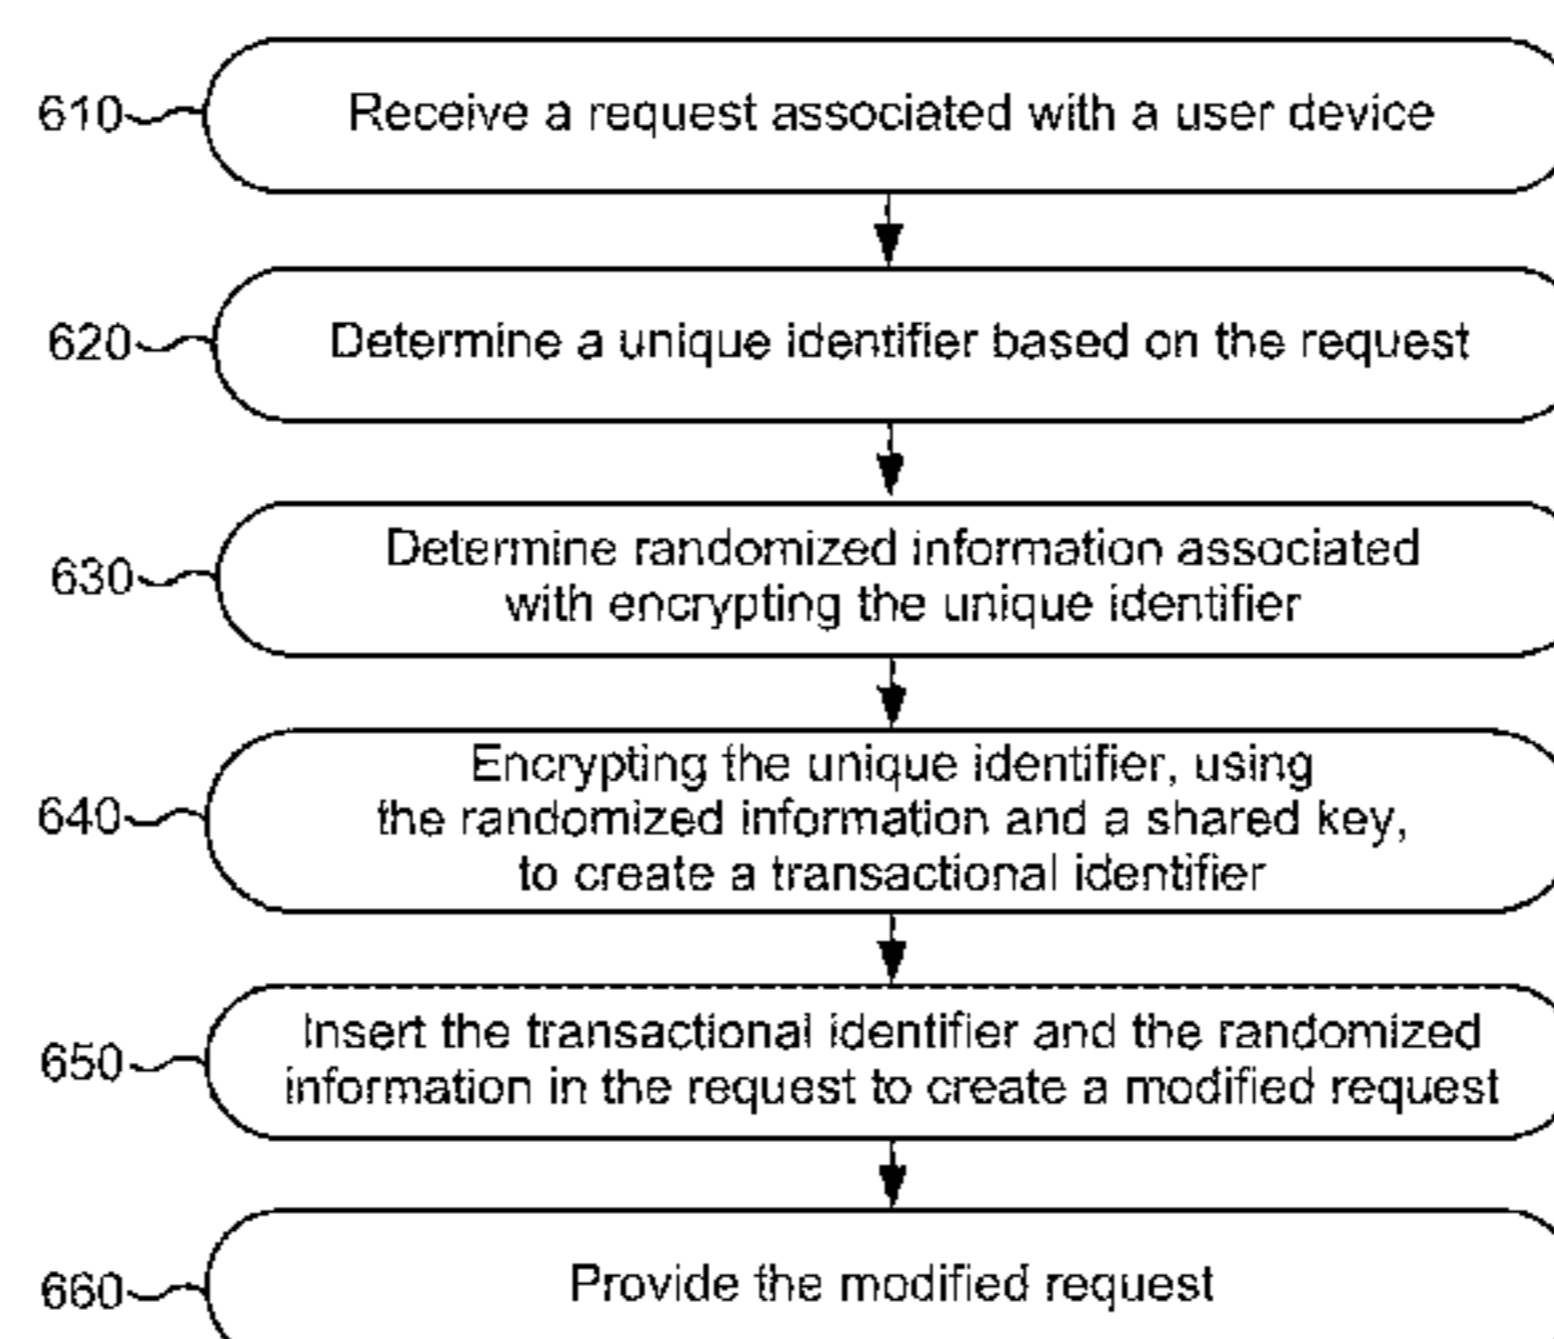 610
Receive a request associated with a user device
620
Determine a unique identifier based on the request
630
Determine randomized information associated
with encrypting the unique identifier
640
Encrypting the unique identifier, using
the randomized information and a shared key,
to create a transactional identifier
650
Insert the transactional identifier and the randomized
information in the request to create a modified request
660
Provide the modified request